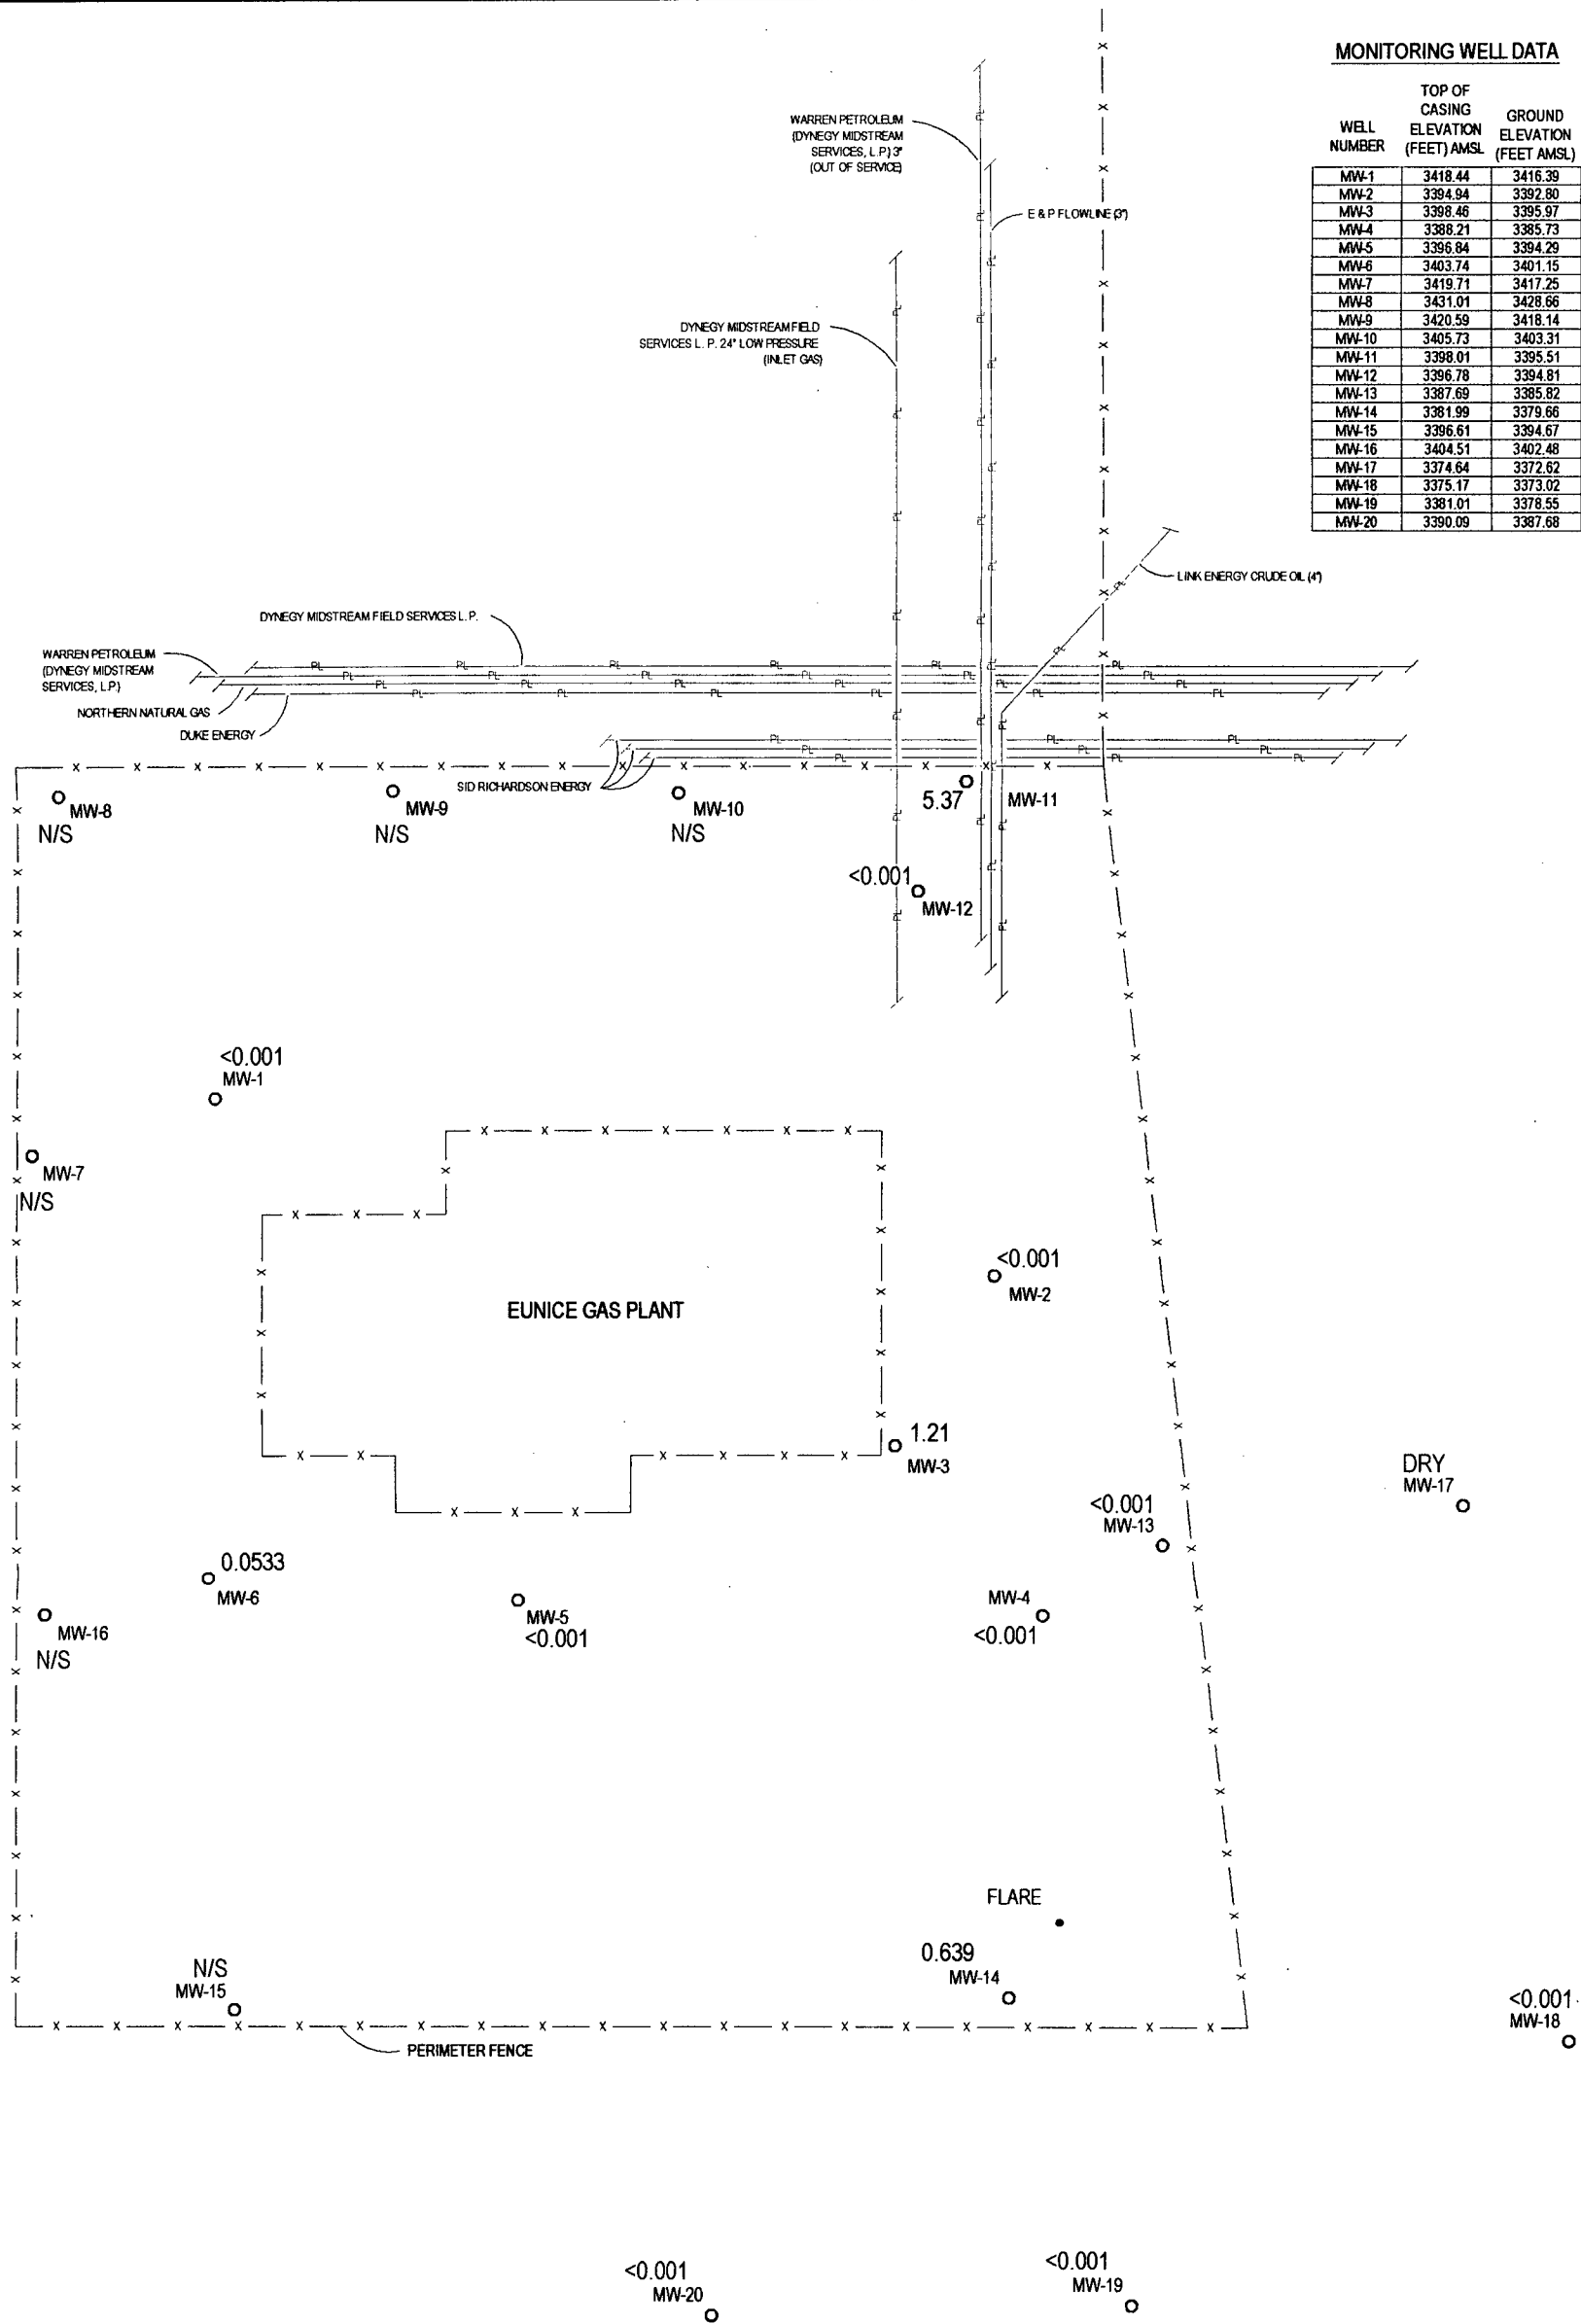 MONITORING WELL DATA
WELL NUMBER
TOP OF CASING ELEVATION (FEET) AMSL
GROUND ELEVATION (FEET AMSL)
MW-1 3418.44 3416.39
MW-2 3394.94 3392.80
MW-3 3398.46 3395.97
MW-4 3388.21 3385.73
MW-5 3396.84 3394.29
MW-6 3403.74 3401.15
MW-7 3419.71 3417.25
MW-8 3431.01 3428.66
MW-9 3420.59 3418.14
MW-10 3405.73 3403.31
MW-11 3398.01 3395.51
MW-12 3396.78 3394.81
MW-13 3387.69 3385.82
MW-14 3381.99 3379.66
MW-15 3396.61 3394.67
MW-16 3404.51 3402.48
MW-17 3374.64 3372.62
MW-18 3375.17 3373.02
MW-19 3381.01 3378.55
MW-20 3390.09 3387.68
WARREN PETROLEUM
(DYNEGY MIDSTREAM
SERVICES, L.P.) 3"
(OUT OF SERVICE)
E & P FLOWLINE (3")
DYNEGY MIDSTREAM FIELD
SERVICES L. P. 24" LOW PRESSURE
(INLET GAS)
LINK ENERGY CRUDE OIL (4")
DYNEGY MIDSTREAM FIELD SERVICES L.P.
WARREN PETROLEUM
(DYNEGY MIDSTREAM
SERVICES, L.P.)
NORTHERN NATURAL GAS
DUKE ENERGY
SID RICHARDSON ENERGY
MW-8
N/S
MW-9
N/S
MW-10
N/S
5.37
MW-11
<0.001
MW-12
<0.001
MW-1
MW-7
N/S
<0.001
MW-2
EUNICE GAS PLANT
1.21
MW-3
DRY
MW-17
<0.001
MW-13
0.0533
MW-6
MW-5
<0.001
MW-4
<0.001
MW-16
N/S
FLARE
0.639
MW-14
N/S
MW-15
<0.001
MW-18
PERIMETER FENCE
<0.001
MW-20
<0.001
MW-19